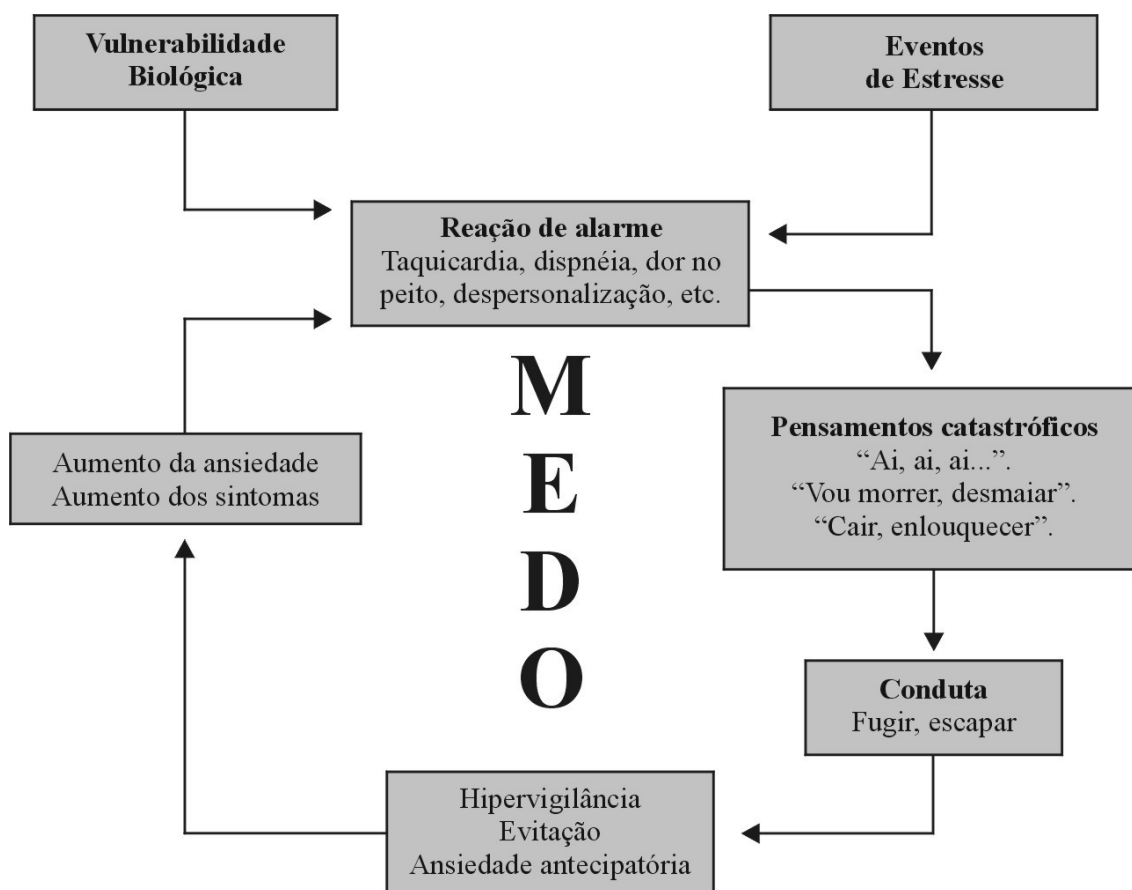 Vulnerabilidade
Biológica
Eventos
de Estresse
Reação de alarme
Taquicardia, dispnéia, dor no
peito, despersonalização, etc.
M
E
D
O
Pensamentos catastróficos
“Ai, ai, ai...”.
“Vou morrer, desmaiar”.
“Cair, enlouquecer”.
Aumento da ansiedade
Aumento dos sintomas
Conduta
Fugir, escapar
Hipervigilância
Evitação
Ansiedade antecipatória